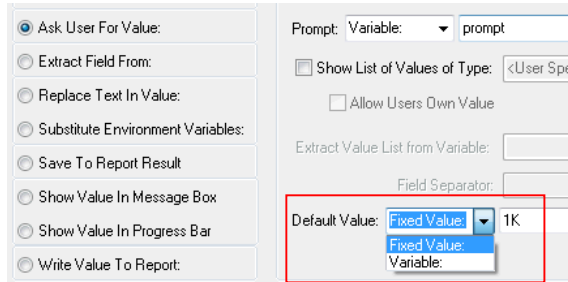 Ask User For Value:
Extract Field From:
Replace Text In Value:
Substitute Environment Variables:
Save To Report Result
Show Value In Message Box
Show Value In Progress Bar
Write Value To Report:
Prompt: Variable: prompt
Show List of Values of Type: <User Spe
Allow Users Own Value
Extract Value List from Variable:
Field Separator:
Default Value: Fixed Value: 1K
Fixed Value:
Variable: